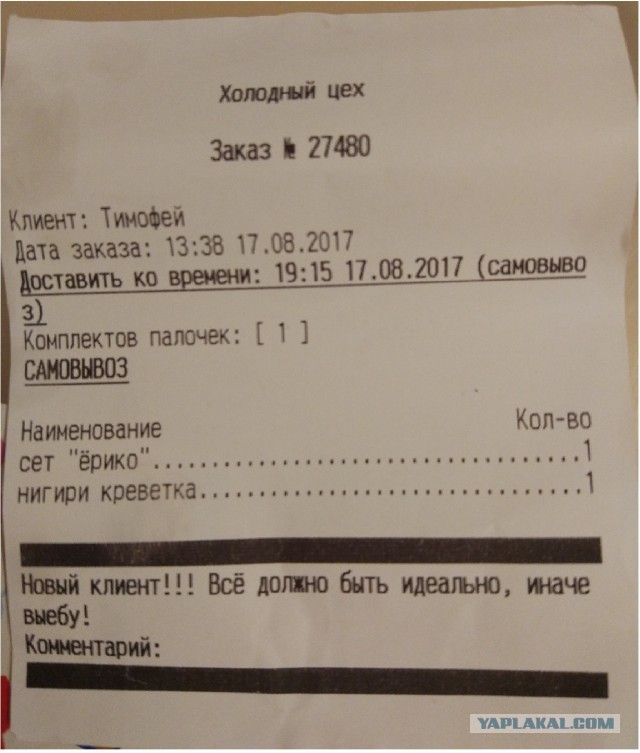 Холодный цех
Заказ № 27480
Клиент: Тимофей
Дата заказа: 13:38 17.08.2017
Доставить ко времени: 19:15 17.08.2017 (самовыво
з)
Комплектов палочек: [ 1 ]
САМОВЫВОЗ
Наименование Кол-во
сет "ёрико".....................................1
нигири креветка.................................1
Новый клиент!!! Всё должно быть идеально, иначе
выебу!
Комментарий:
YAPLAKAL.COM